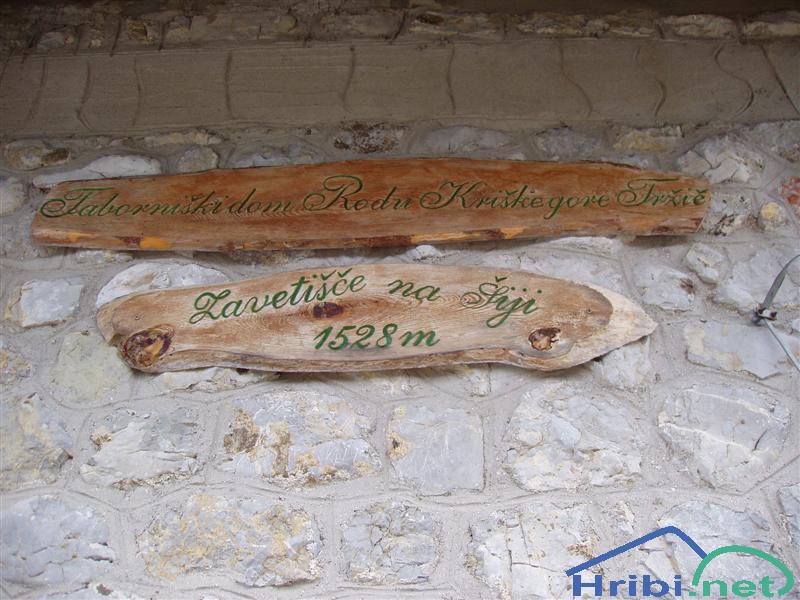 Taborniški dom Rodu Kriške gore Tržič
Zavetišče na Šiji
1528 m
Hribi.net